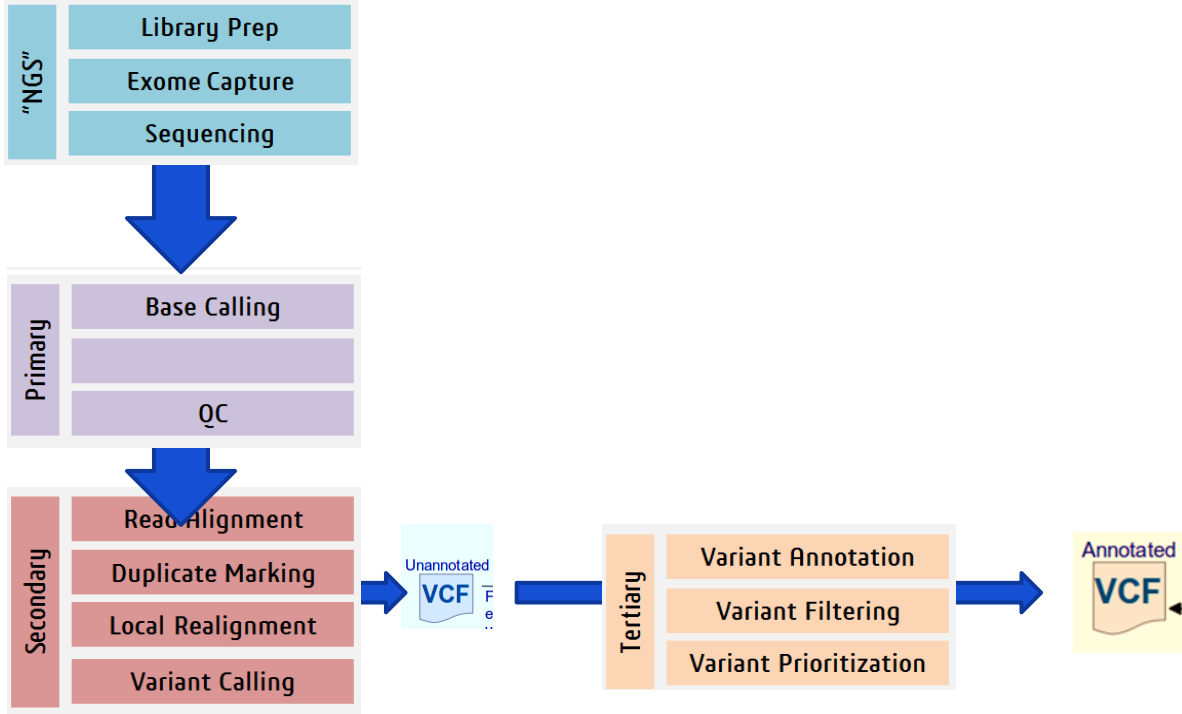 "NGS"
Library Prep
Exome Capture
Sequencing
Primary
Base Calling
QC
Secondary
Read Alignment
Duplicate Marking
Local Realignment
Variant Calling
Unannotated
VCF
F
e
Tertiary
Variant Annotation
Variant Filtering
Variant Prioritization
Annotated
VCF